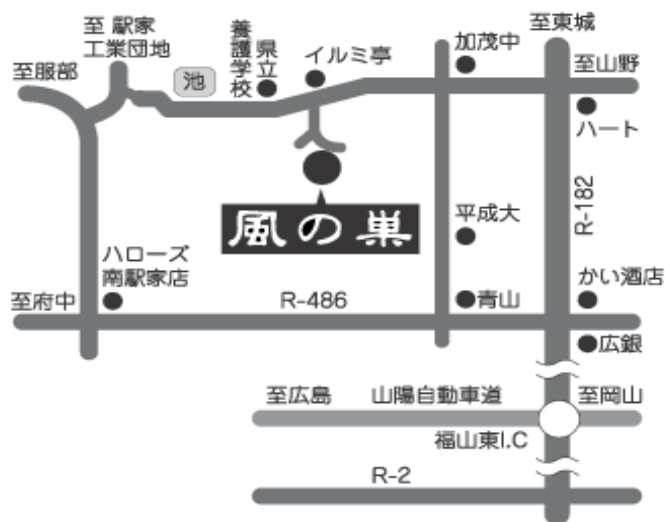 至 駅家
工業団地
至服部
池
養護学校
県立
イルミ亭
加茂中
至東城
至山野
ハート
R-182
風の巣
平成大
ハローズ
南駅家店
至府中
R-486
青山
かい酒店
広銀
至広島
山陽自動車道
至岡山
福山東I.C
R-2